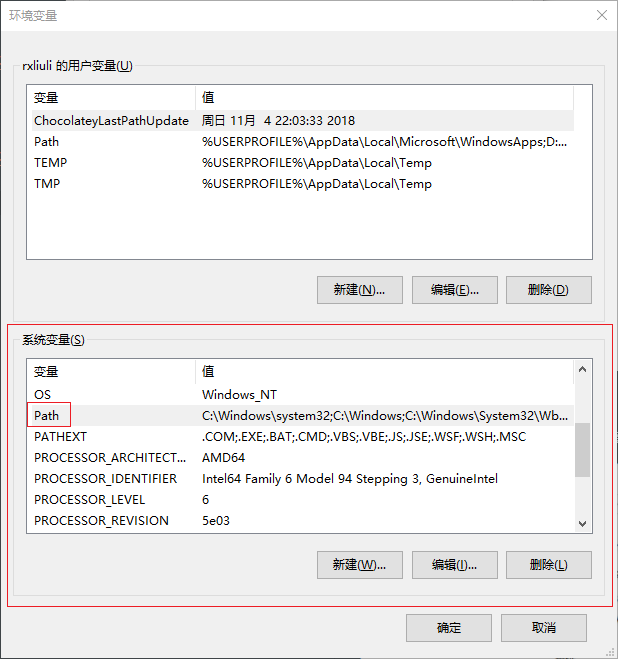 环境变量
rxliuli 的用户变量(U)
变量 值
ChocolateyLastPathUpdate 周日 11月  4 22:03:33 2018
Path %USERPROFILE%\AppData\Local\Microsoft\WindowsApps;D:...
TEMP %USERPROFILE%\AppData\Local\Temp
TMP %USERPROFILE%\AppData\Local\Temp
新建(N)... 编辑(E)... 删除(D)
系统变量(S)
变量 值
OS Windows_NT
Path C:\Windows\system32;C:\Windows;C:\Windows\System32\Wb...
PATHEXT .COM;.EXE;.BAT;.CMD;.VBS;.VBE;.JS;.JSE;.WSF;.WSH;.MSC
PROCESSOR_ARCHITECT... AMD64
PROCESSOR_IDENTIFIER Intel64 Family 6 Model 94 Stepping 3, GenuineIntel
PROCESSOR_LEVEL 6
PROCESSOR_REVISION 5e03
新建(W)... 编辑(I)... 删除(L)
确定 取消